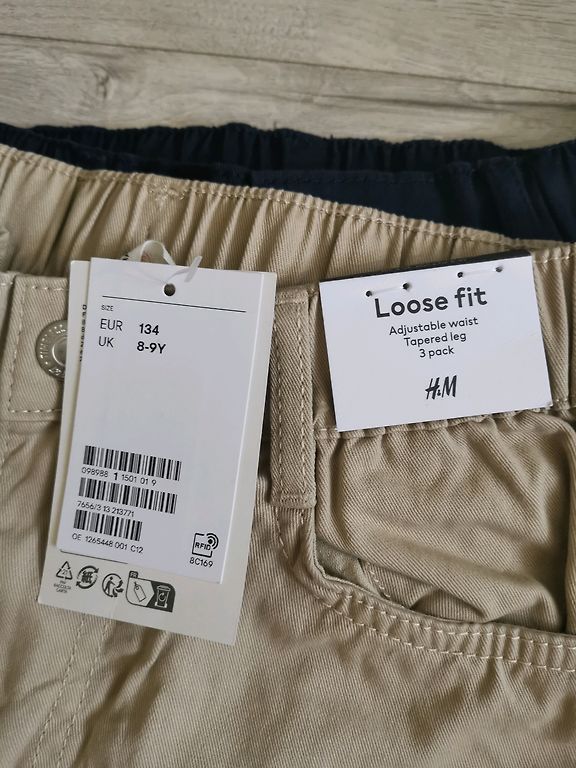 SIZE
EUR 134
UK 8-9Y
098988 1 1501 01 9
7656/3 13 213771
OE 1265448 001 C12
RFID
8C169
Loose fit
Adjustable waist
Tapered leg
3 pack
H&M